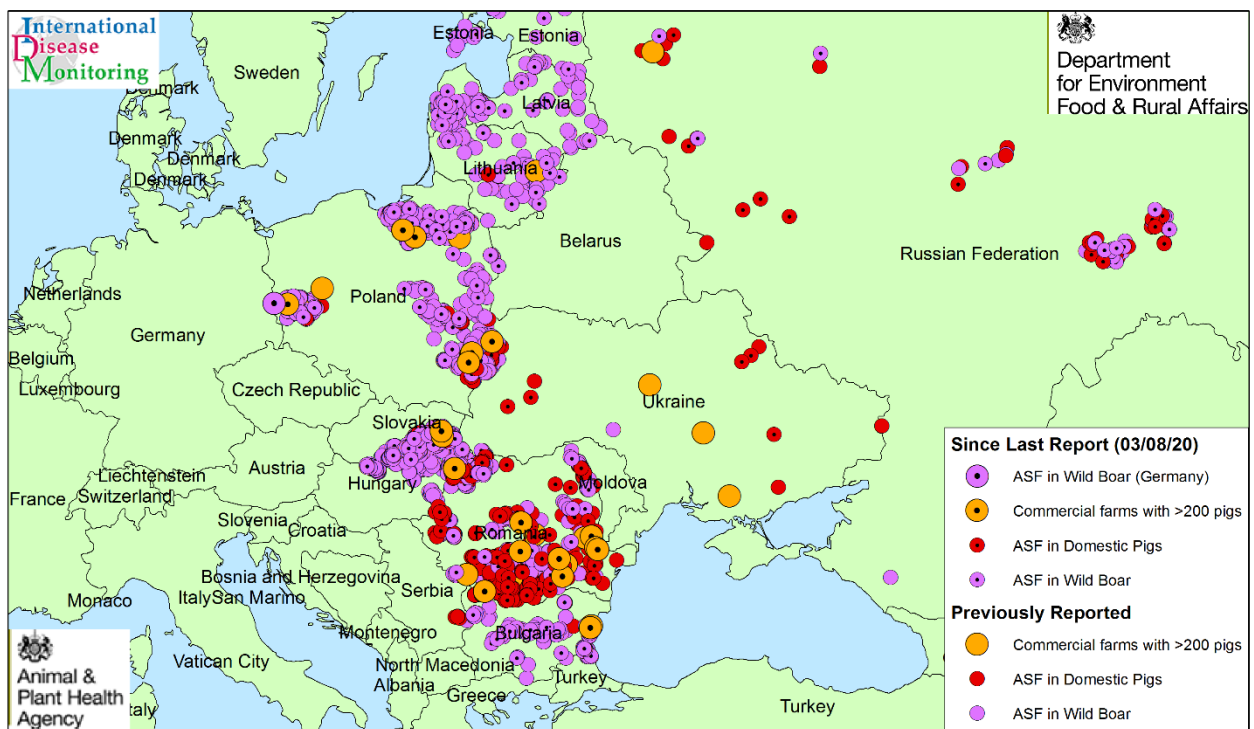 International
Disease
Monitoring
Department
for Environment
Food & Rural Affairs
Estonia
Estonia
Sweden
Denmark
Latvia
Denmark
Denmark
Denmark
Lithuania
Belarus
Russian Federation
Netherlands
Poland
Germany
Belgium
Luxembourg
Czech Republic
Ukraine
Slovakia
Austria
Liechtenstein
Switzerland
France
Hungary
Moldova
Slovenia
Croatia
Romania
Bosnia and Herzegovina
Serbia
Monaco
Italy
San Marino
Montenegro
Bulgaria
Vatican City
North Macedonia
Albania
Turkey
Greece
Turkey
Italy
Since Last Report (03/08/20)
ASF in Wild Boar (Germany)
Commercial farms with >200 pigs
ASF in Domestic Pigs
ASF in Wild Boar
Previously Reported
Commercial farms with >200 pigs
ASF in Domestic Pigs
ASF in Wild Boar
Animal &
Plant Health
Agency